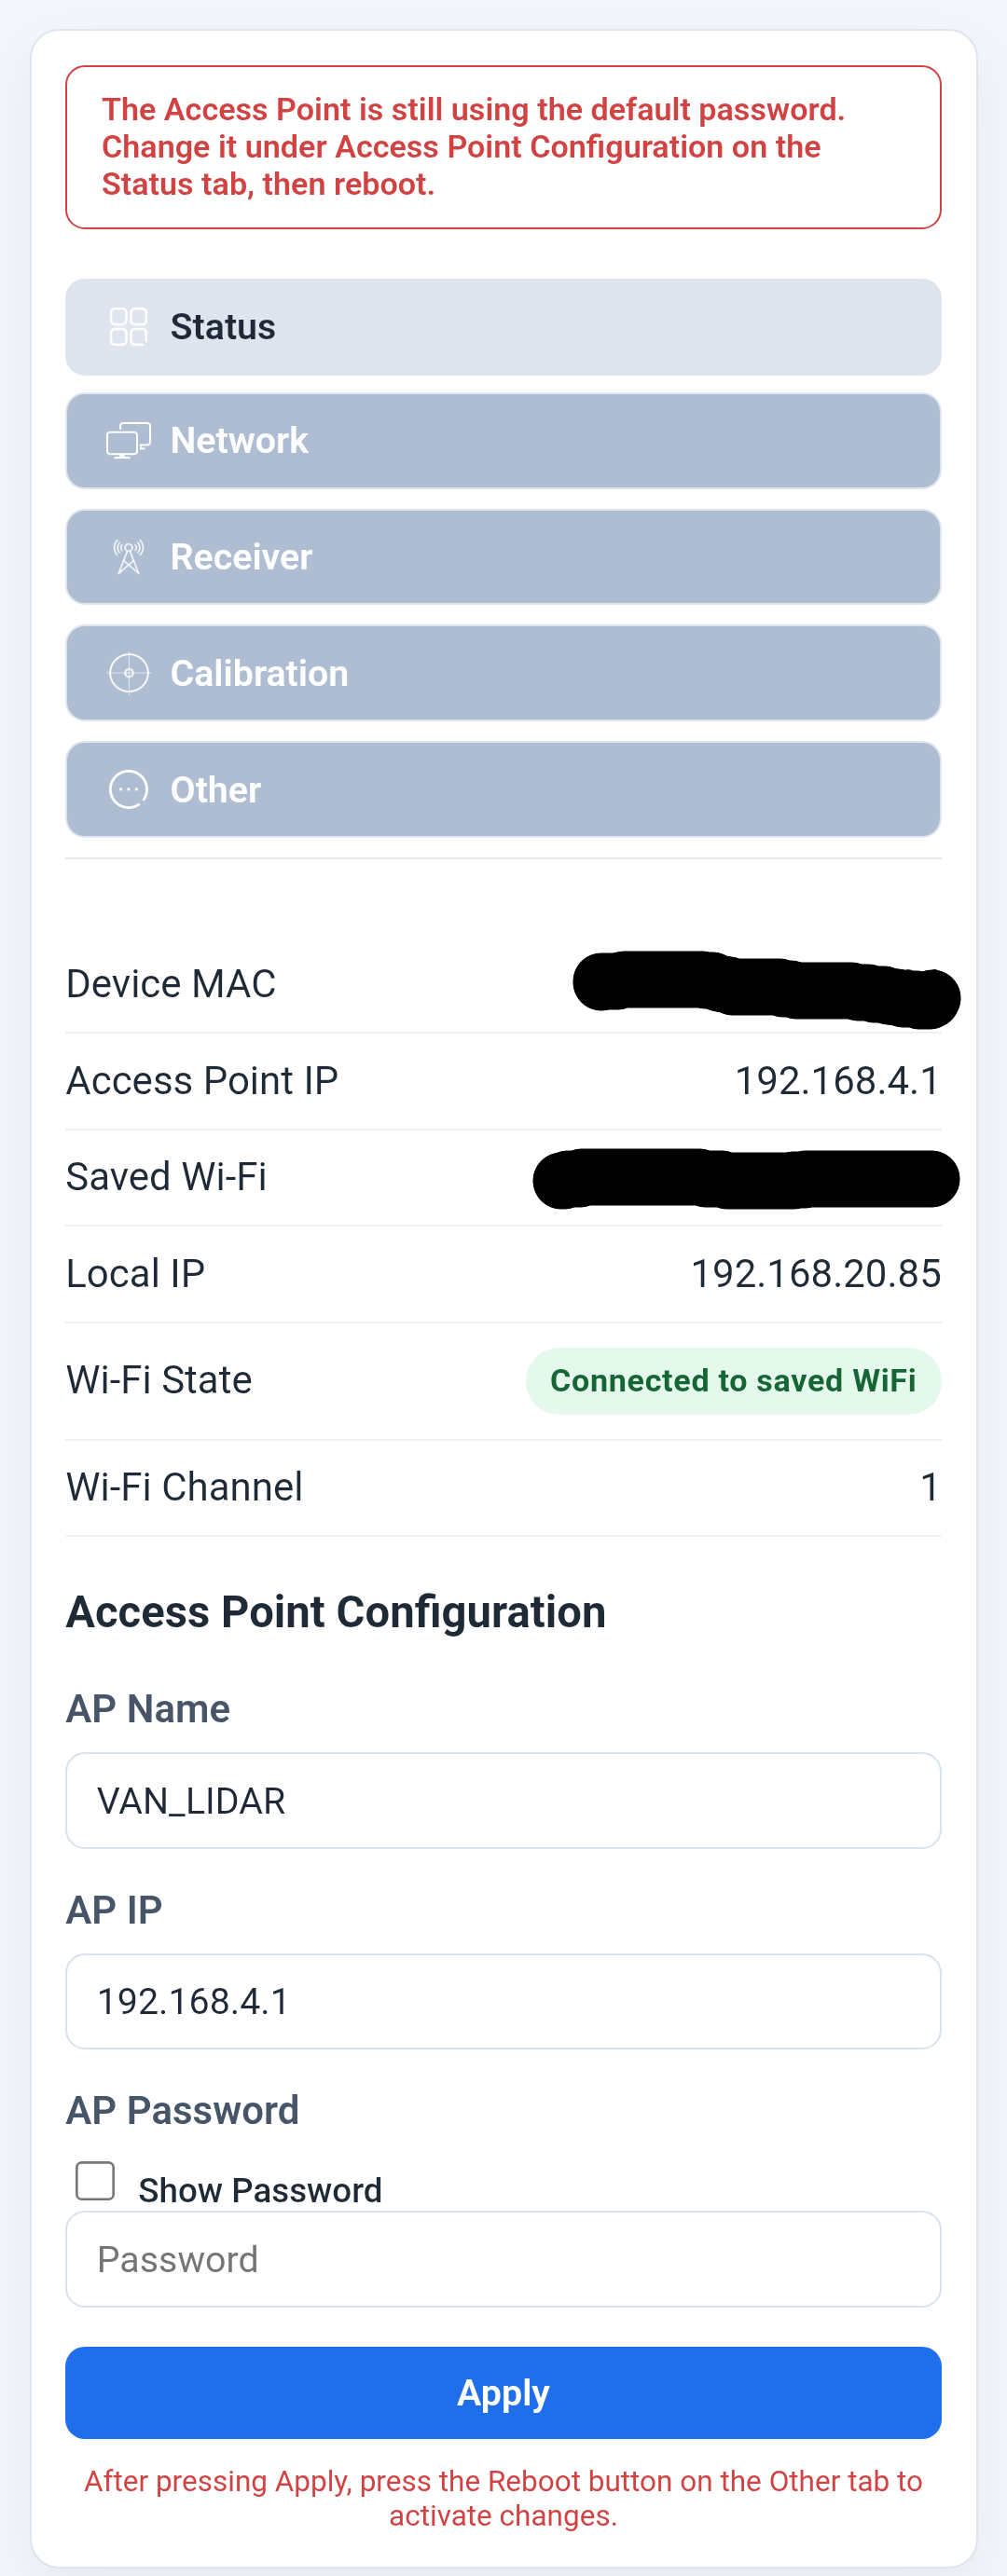 The Access Point is still using the default password.
Change it under Access Point Configuration on the
Status tab, then reboot.
Status
Network
Receiver
Calibration
Other
Device MAC
Access Point IP 192.168.4.1
Saved Wi-Fi
Local IP 192.168.20.85
Wi-Fi State Connected to saved WiFi
Wi-Fi Channel 1
Access Point Configuration
AP Name
VAN_LIDAR
AP IP
192.168.4.1
AP Password
Show Password
Password
Apply
After pressing Apply, press the Reboot button on the Other tab to
activate changes.